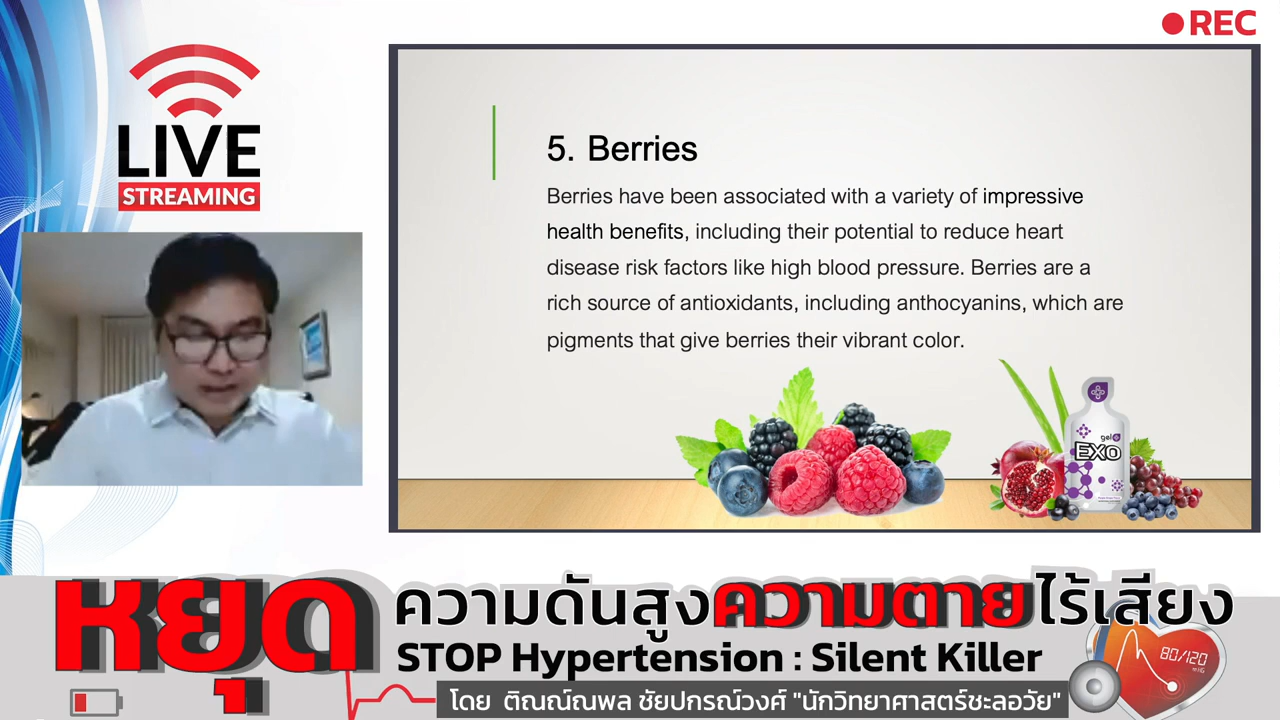 REC
LIVE
STREAMING
5. Berries
Berries have been associated with a variety of impressive
health benefits, including their potential to reduce heart
disease risk factors like high blood pressure. Berries are a
rich source of antioxidants, including anthocyanins, which are
pigments that give berries their vibrant color.
gel
EXO
หยุด
ความดันสูงความตายไร้เสียง
STOP Hypertension : Silent Killer
80/120
โดย ติณณ์ณพล ชัยปกรณ์วงศ์ "นักวิทยาศาสตร์ชะลอวัย"